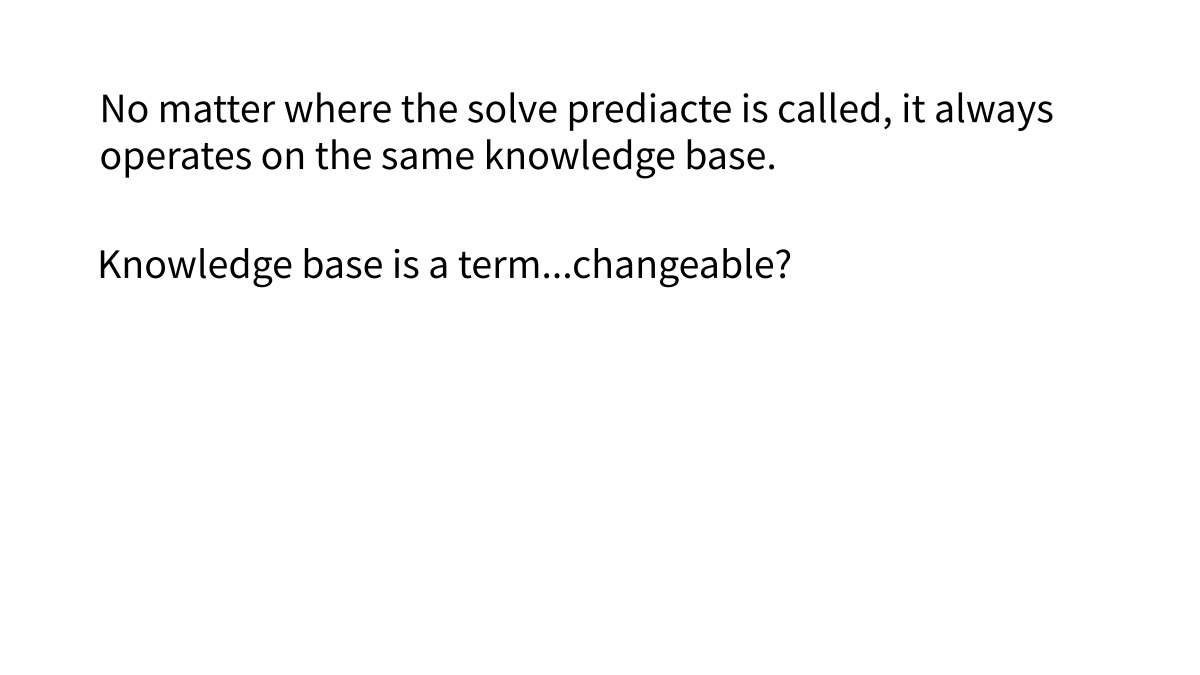 No matter where the solve prediacte is called, it always
operates on the same knowledge base.
Knowledge base is a term...changeable?